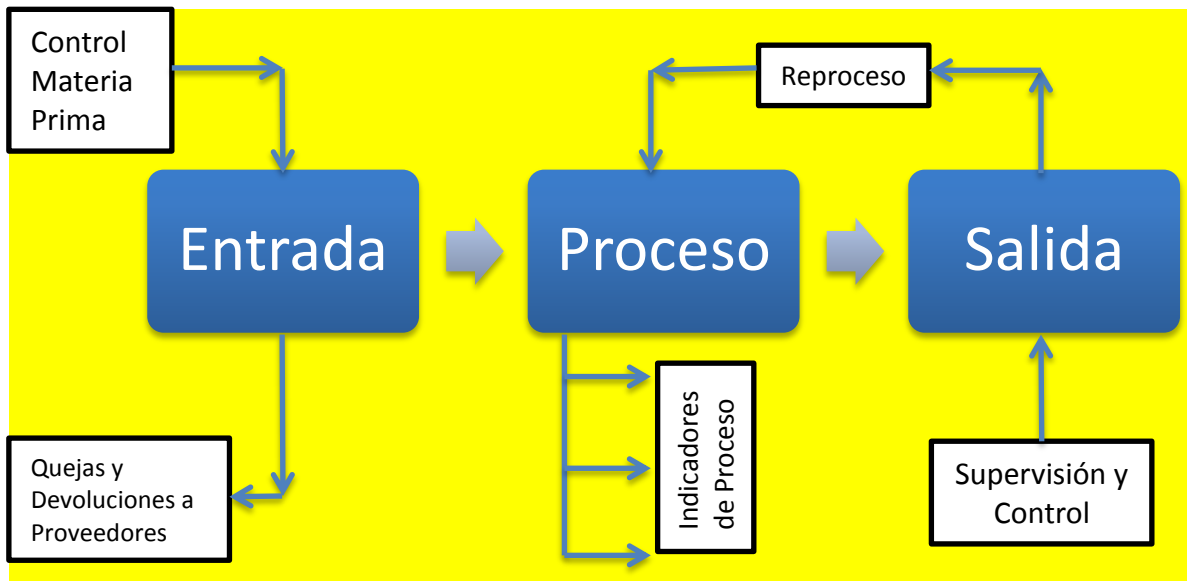 Control
Materia
Prima
Reproceso
Entrada
Proceso
Salida
Quejas y
Devoluciones a
Proveedores
Indicadores
de Proceso
Supervisión y
Control